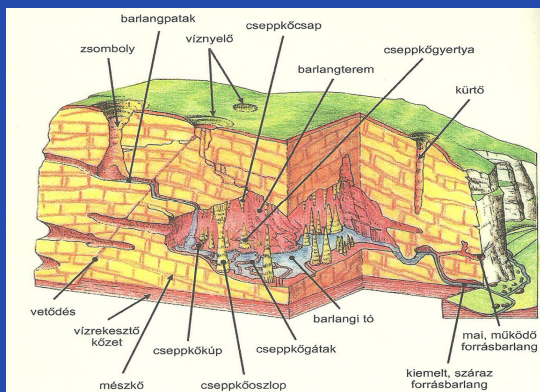 barlangpatak
cseppkőcsap
víznyelő
cseppkőgyertya
zsomboly
barlangterem
kürtő
vetődés
vízrekesztő
kőzet
barlangi tó
mai, működő
forrásbarlang
cseppkőkúp
cseppkőgátak
kiemelt, száraz
forrásbarlang
mészkő
cseppkőoszlop